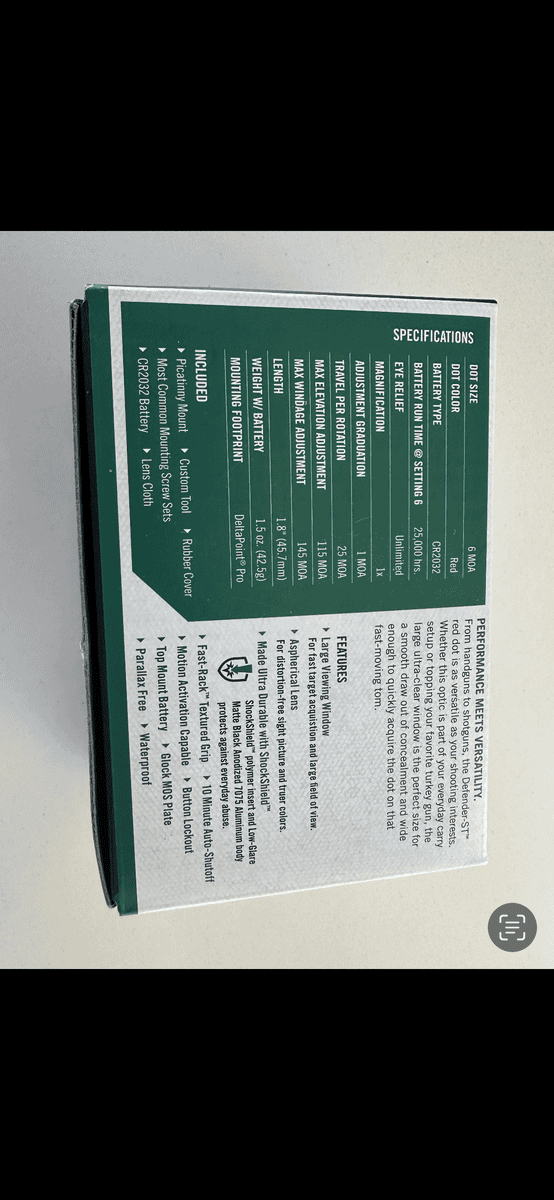 SPECIFICATIONS
DOT SIZE 6 MOA
DOT COLOR Red
BATTERY TYPE CR2032
BATTERY RUN TIME @ SETTING 6 25,000 hrs.
EYE RELIEF Unlimited
MAGNIFICATION 1x
ADJUSTMENT GRADUATION 1 MOA
TRAVEL PER ROTATION 25 MOA
MAX ELEVATION ADJUSTMENT 115 MOA
MAX WINDAGE ADJUSTMENT 145 MOA
LENGTH 1.8" (45.7mm)
WEIGHT W/ BATTERY 1.5 oz. (42.5g)
MOUNTING FOOTPRINT DeltaPoint® Pro
INCLUDED
▸ Picatinny Mount ▸ Custom Tool ▸ Rubber Cover
▸ Most Common Mounting Screw Sets
▸ CR2032 Battery ▸ Lens Cloth
PERFORMANCE MEETS VERSATILITY.
From handguns to shotguns, the Defender-ST™
red dot is as versatile as your shooting interests.
Whether this optic is part of your everyday carry
setup or topping your favorite turkey gun, the
large ultra-clear window is the perfect size for
a smooth draw out of concealment and wide
enough to quickly acquire the dot on that
fast-moving tom.
FEATURES
▸ Large Viewing Window
For fast target acquistion and large field of view.
▸ Aspherical Lens
For distortion-free sight picture and truer colors.
▸ Made Ultra Durable with ShockShield™
ShockShield™ polymer insert and Low-Glare
Matte Black Anodized 7075 Aluminum body
protects against everyday abuse.
▸ Fast-Rack™ Textured Grip ▸ 10 Minute Auto-Shutoff
▸ Motion Activation Capable ▸ Button Lockout
▸ Top Mount Battery ▸ Glock MOS Plate
▸ Parallax Free ▸ Waterproof